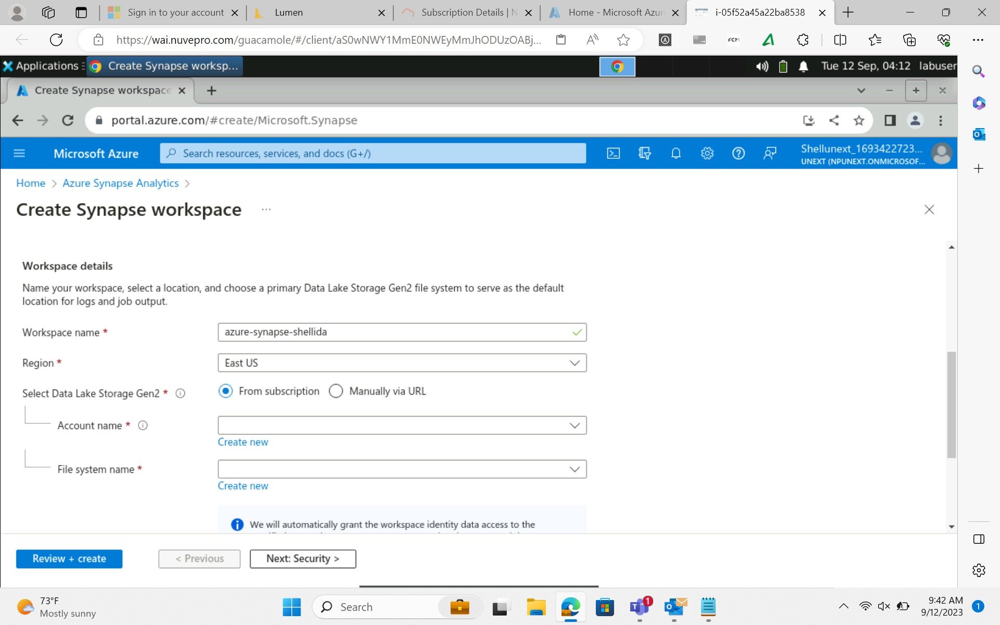 Sign in to your account
Lumen
Subscription Details | N
Home - Microsoft Azur
i-05f52a45a22ba8538
https://wai.nuvepro.com/guacamole/#/client/aS0wNWY1MmE0NWEyMmJhODUzOABj...
FCM
Applications
Create Synapse worksp...
Tue 12 Sep, 04:12 labuser
Create Synapse workspace
portal.azure.com/#create/Microsoft.Synapse
Microsoft Azure
Search resources, services, and docs (G+/)
Shellunext_1693422723...
UNEXT (NPUNEXT.ONMICROSOF...
Home > Azure Synapse Analytics >
Create Synapse workspace ...
Workspace details
Name your workspace, select a location, and choose a primary Data Lake Storage Gen2 file system to serve as the default
location for logs and job output.
Workspace name *
azure-synapse-shellida
Region *
East US
Select Data Lake Storage Gen2 *
From subscription
Manually via URL
Account name *
Create new
File system name *
Create new
We will automatically grant the workspace identity data access to the
Review + create
< Previous
Next: Security >
73°F
Mostly sunny
Search
1
9:42 AM
9/12/2023
1